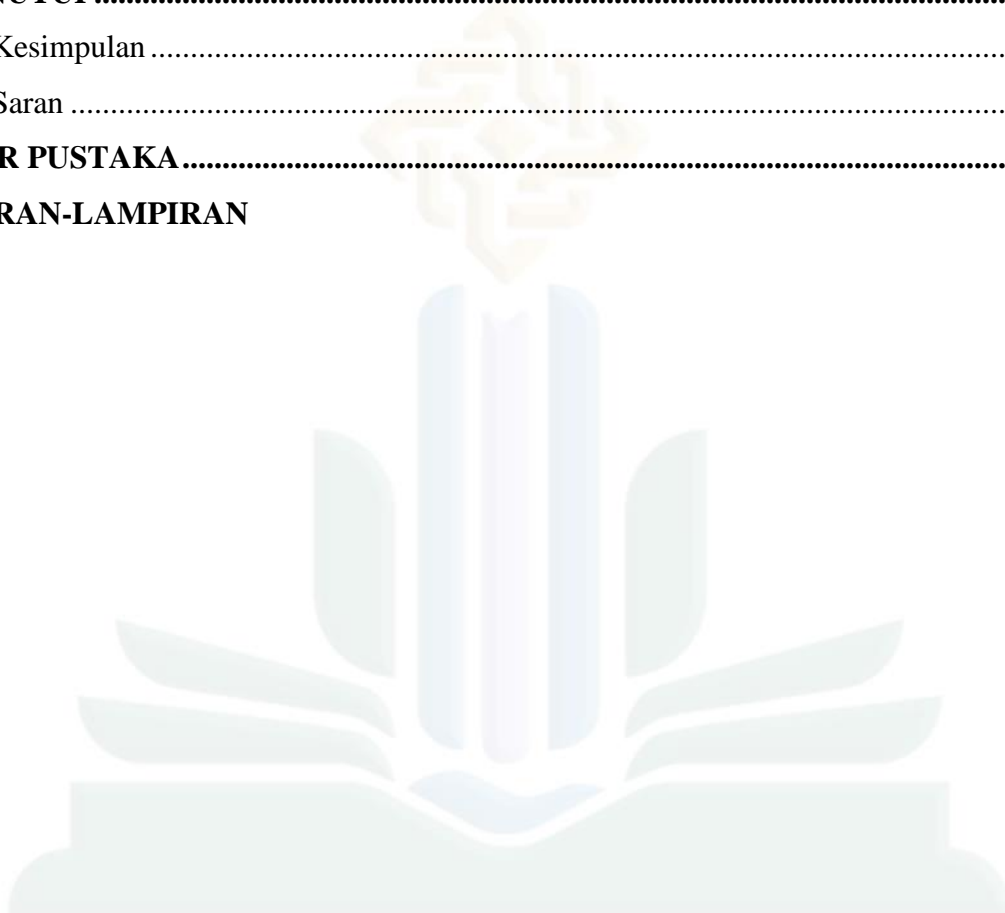 NUTUP........................................................................................................................
Kesimpulan.............................................................................................................
Saran.......................................................................................................................
R PUSTAKA.........................................................................................................
RAN-LAMPIRAN